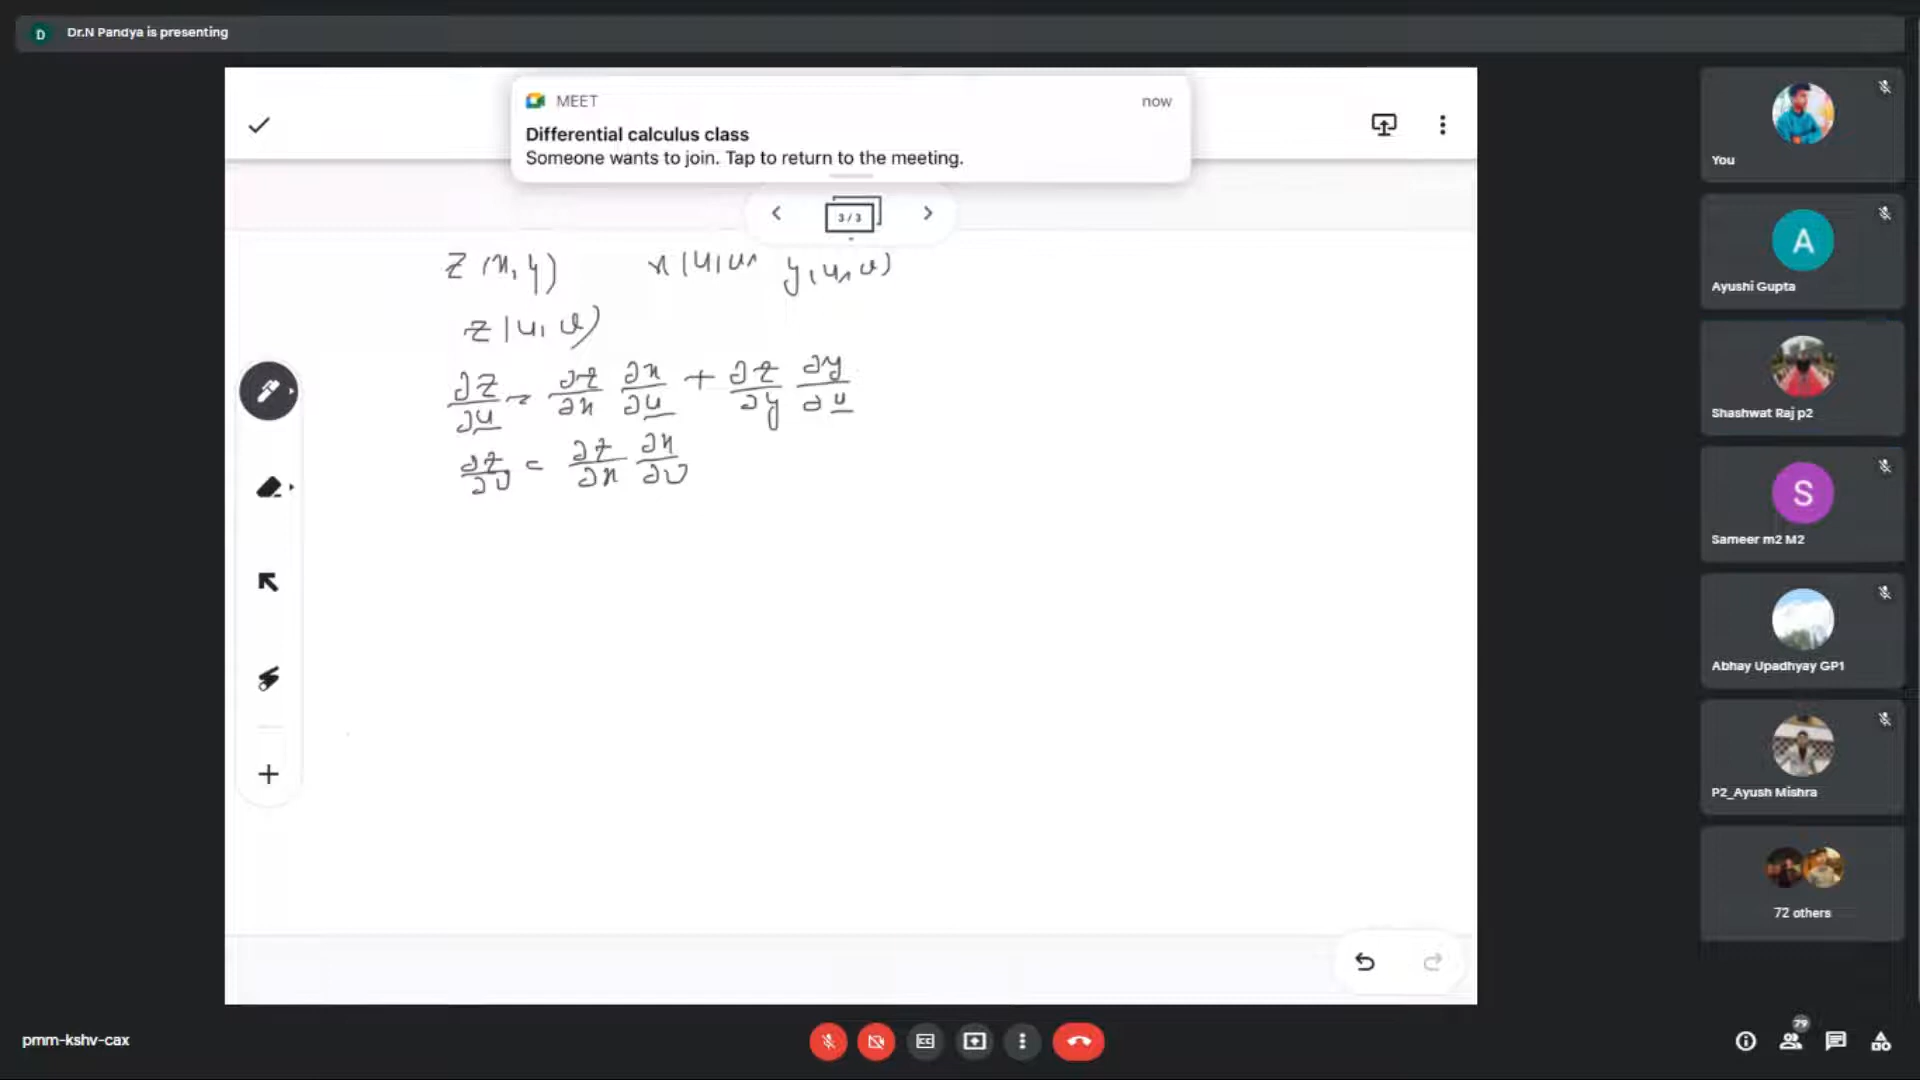 D Dr.N Pandya is presenting
MEET now
Differential calculus class
Someone wants to join. Tap to return to the meeting.
3 / 3
z(x, y) x(u, v) y(u, v)
z(u, v)
∂z/∂u = ∂z/∂x ∂x/∂u + ∂z/∂y ∂y/∂u
∂z/∂v = ∂z/∂x ∂x/∂v
You
A
Ayushi Gupta
Shashwat Raj p2
S
Sameer m2 M2
Abhay Upadhyay GP1
P2_Ayush Mishra
72 others
pmm-kshv-cax
79